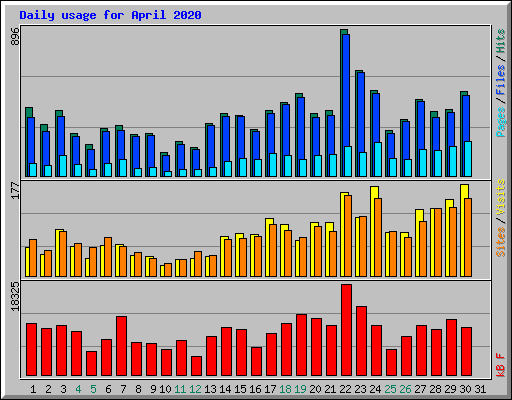 Daily usage for April 2020
896
Pages / Files / Hits
177
Sites / Visits
18325
kB F
1 2 3 4 5 6 7 8 9 10 11 12 13 14 15 16 17 18 19 20 21 22 23 24 25 26 27 28 29 30 31